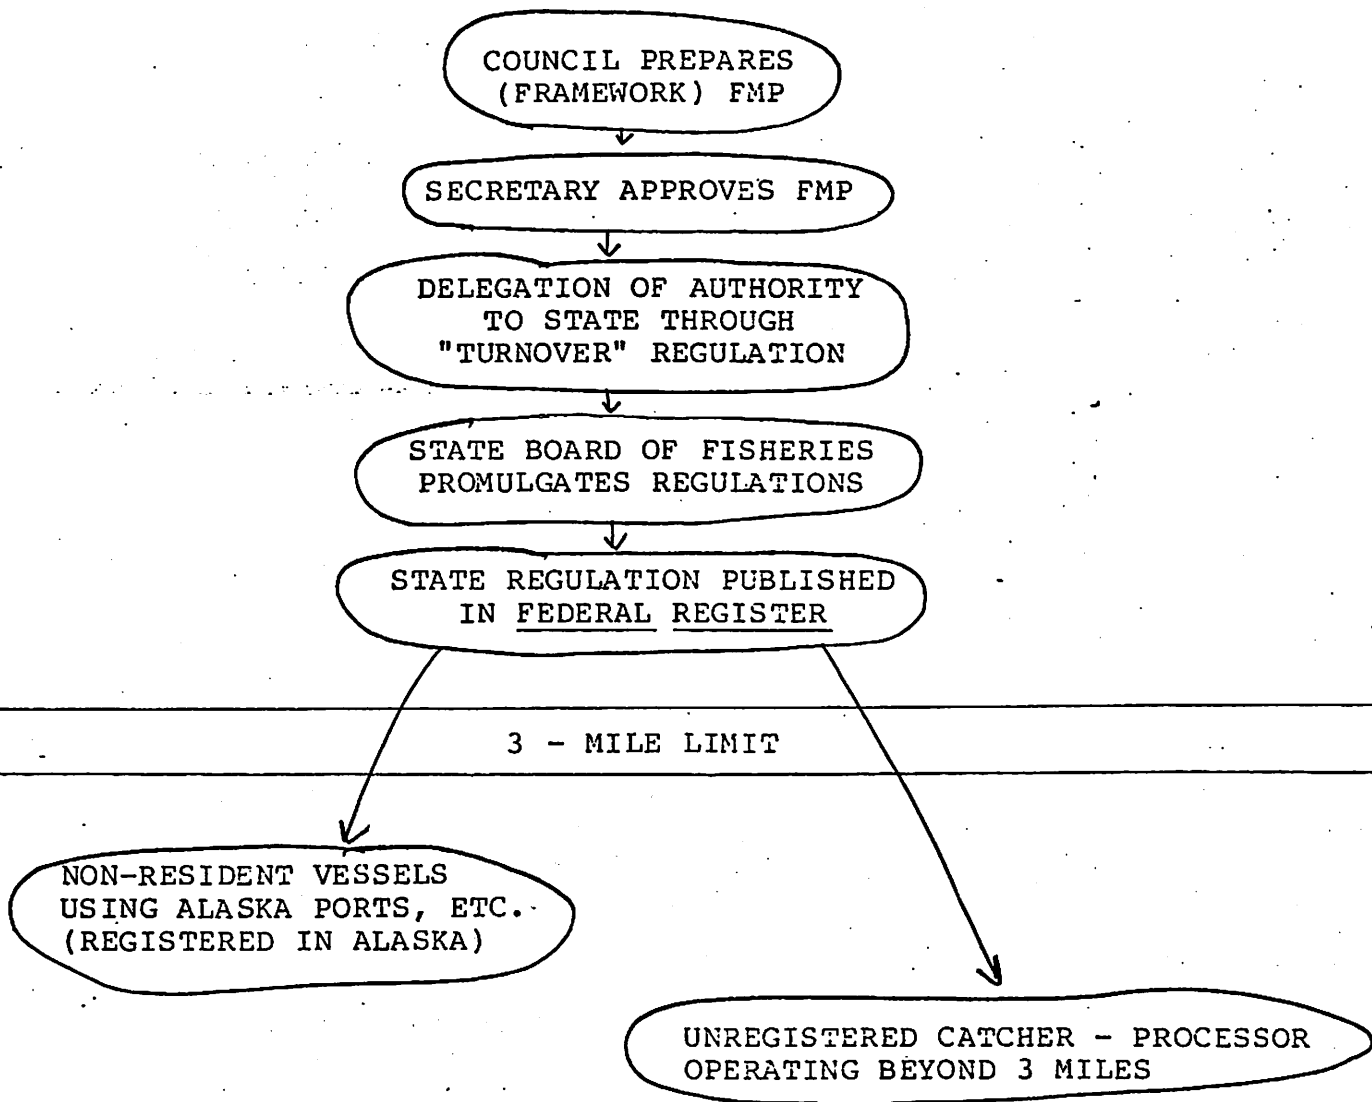 COUNCIL PREPARES
(FRAMEWORK) FMP
SECRETARY APPROVES FMP
DELEGATION OF AUTHORITY
TO STATE THROUGH
"TURNOVER" REGULATION
STATE BOARD OF FISHERIES
PROMULGATES REGULATIONS
STATE REGULATION PUBLISHED
IN FEDERAL REGISTER
3 - MILE LIMIT
NON-RESIDENT VESSELS
USING ALASKA PORTS, ETC.
(REGISTERED IN ALASKA)
UNREGISTERED CATCHER - PROCESSOR
OPERATING BEYOND 3 MILES